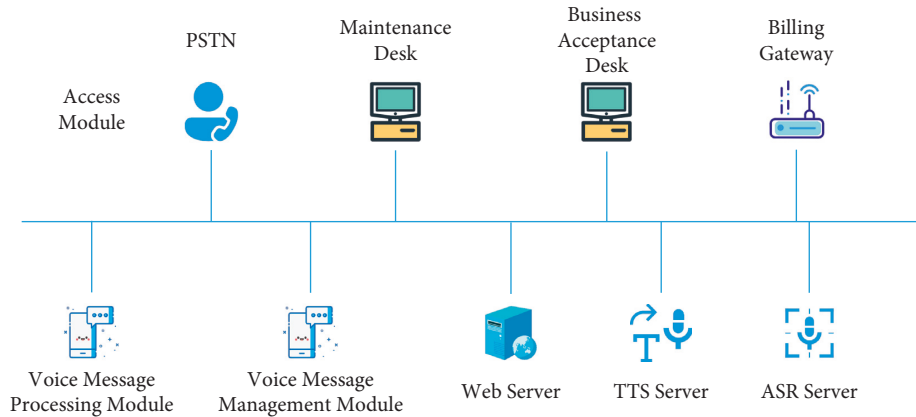 PSTN
Maintenance
Desk
Business
Acceptance
Desk
Billing
Gateway
Access
Module
Voice Message
Processing Module
Voice Message
Management Module
Web Server
T
TTS Server
ASR Server